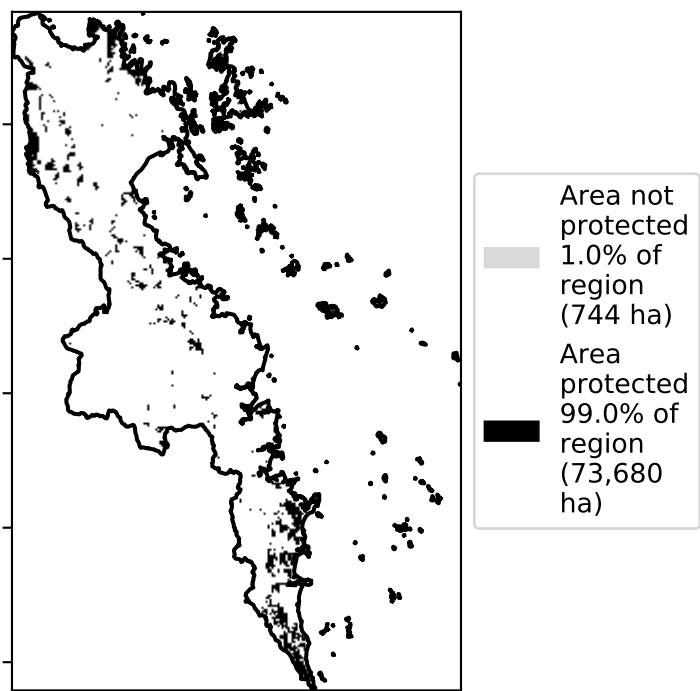 Area not
protected
1.0% of
region
(744 ha)
Area
protected
99.0% of
region
(73,680
ha)